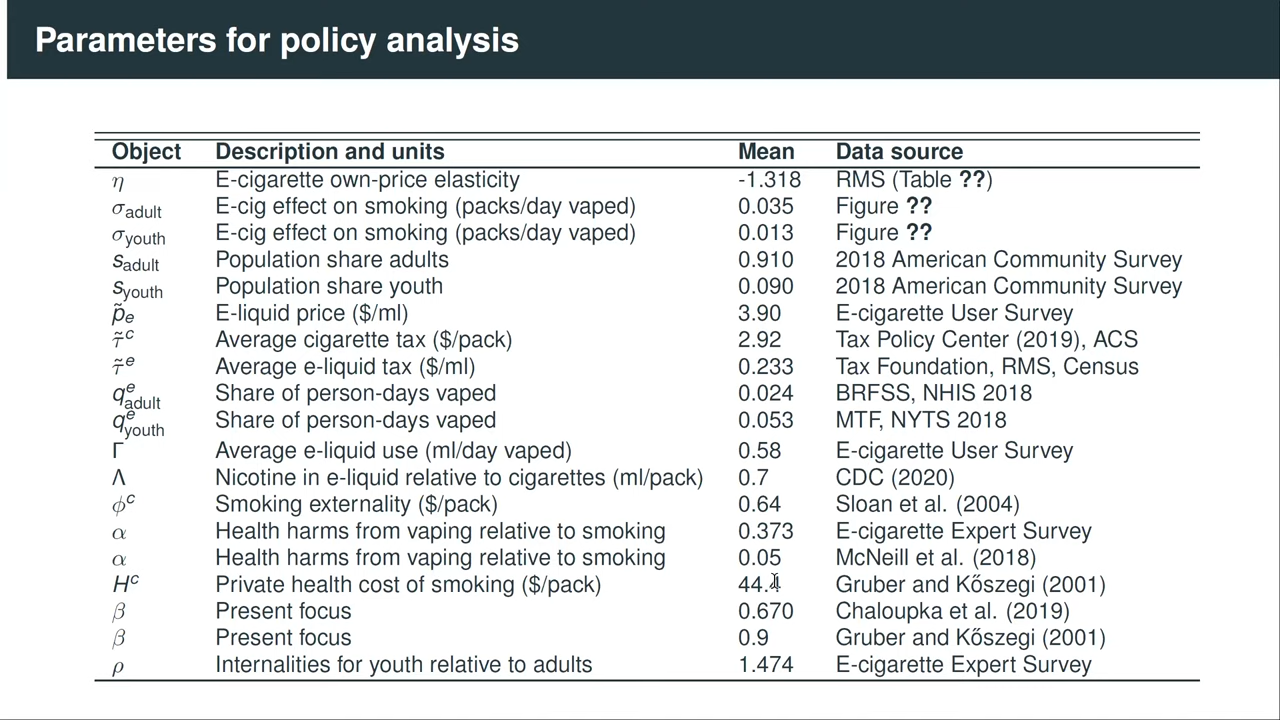 Parameters for policy analysis
Object Description and units Mean Data source
η E-cigarette own-price elasticity -1.318 RMS (Table ??)
σadult E-cig effect on smoking (packs/day vaped) 0.035 Figure ??
σyouth E-cig effect on smoking (packs/day vaped) 0.013 Figure ??
sadult Population share adults 0.910 2018 American Community Survey
syouth Population share youth 0.090 2018 American Community Survey
p̃e E-liquid price ($/ml) 3.90 E-cigarette User Survey
τ̃c Average cigarette tax ($/pack) 2.92 Tax Policy Center (2019), ACS
τ̃e Average e-liquid tax ($/ml) 0.233 Tax Foundation, RMS, Census
qeadult Share of person-days vaped 0.024 BRFSS, NHIS 2018
qeyouth Share of person-days vaped 0.053 MTF, NYTS 2018
Γ Average e-liquid use (ml/day vaped) 0.58 E-cigarette User Survey
Λ Nicotine in e-liquid relative to cigarettes (ml/pack) 0.7 CDC (2020)
ϕc Smoking externality ($/pack) 0.64 Sloan et al. (2004)
α Health harms from vaping relative to smoking 0.373 E-cigarette Expert Survey
α Health harms from vaping relative to smoking 0.05 McNeill et al. (2018)
Hc Private health cost of smoking ($/pack) Gruber and Kőszegi (2001)
β Present focus 0.670 Chaloupka et al. (2019)
β Present focus 0.9 Gruber and Kőszegi (2001)
ρ Internalities for youth relative to adults 1.474 E-cigarette Expert Survey